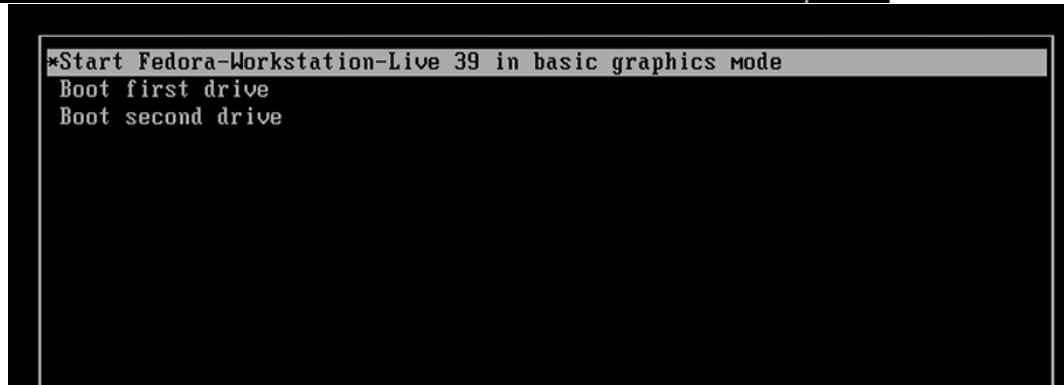 *Start Fedora-Workstation-Live 39 in basic graphics mode
Boot first drive
Boot second drive